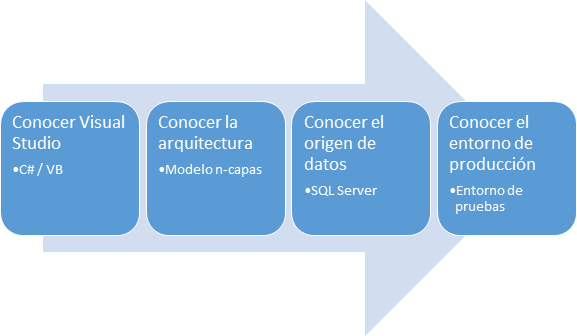 Conocer Visual
Studio
•C# / VB
Conocer la
arquitectura
•Modelo n-capas
Conocer el
origen de
datos
•SQL Server
Conocer el
entorno de
producción
•Entorno de
pruebas